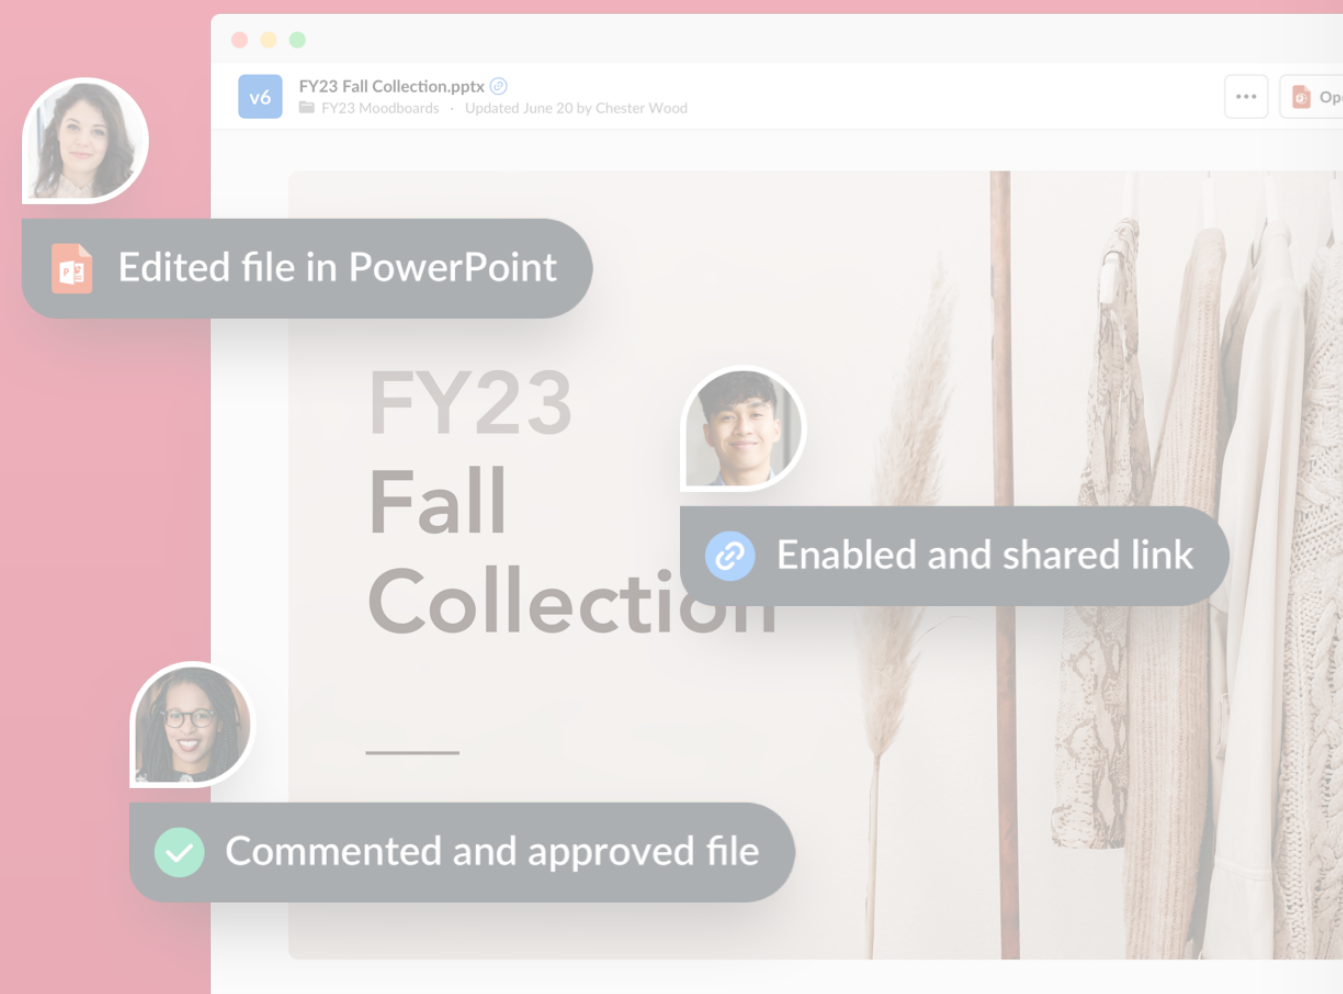 v6
FY23 Fall Collection.pptx
FY23 Moodboards · Updated June 20 by Chester Wood
Edited file in PowerPoint
FY23
Fall
Collection
Enabled and shared link
Commented and approved file